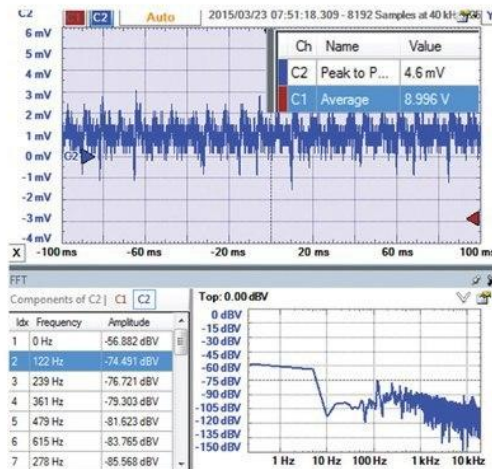 C2 C1 C2 Auto 2015/03/23 07:51:18.309 - 8192 Samples at 40 kH
6 mV
5 mV
4 mV
3 mV
2 mV
1 mV
0 mV
-1 mV
-2 mV
-3 mV
-4 mV
Ch Name Value
C2 Peak to P... 4.6 mV
C1 Average 8.996 V
C2
X -100 ms -60 ms -20 ms 20 ms 60 ms 100 ms
FFT
Components of C2 | C1 C2
Idx Frequency Amplitude
1 0 Hz -56.882 dBV
2 122 Hz -74.491 dBV
3 239 Hz -76.721 dBV
4 361 Hz -79.303 dBV
5 479 Hz -81.623 dBV
6 615 Hz -83.765 dBV
7 278 Hz -85.568 dBV
Top: 0.00 dBV
0 dBV
-15 dBV
-30 dBV
-45 dBV
-60 dBV
-75 dBV
-90 dBV
-105 dBV
-120 dBV
-135 dBV
-150 dBV
1 Hz 10 Hz 100 Hz 1 kHz 10 kHz